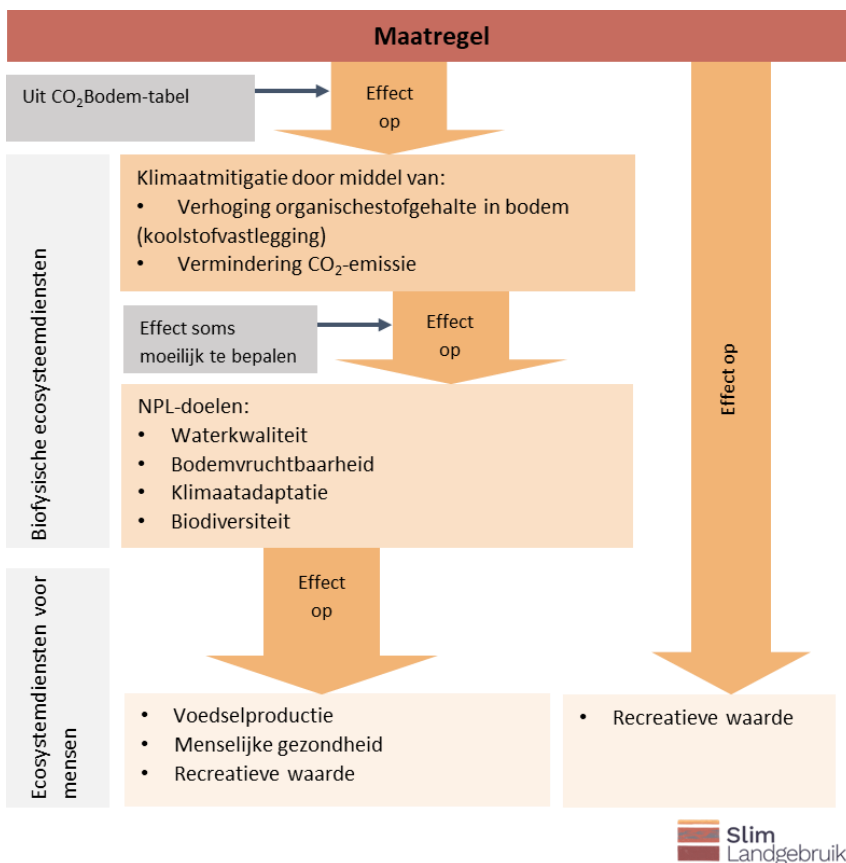 Maatregel
Uit CO₂Bodem-tabel
Effect
op
Klimaatmitigatie door middel van:
• Verhoging organischestofgehalte in bodem
(koolstofvastlegging)
• Vermindering CO₂-emissie
Effect soms
moeilijk te bepalen
Effect
op
Effect op
NPL-doelen:
• Waterkwaliteit
• Bodemvruchtbaarheid
• Klimaatadaptatie
• Biodiversiteit
Biofysische ecosysteemdiensten
Effect
op
Ecosystemdiensten voor
mensen
• Voedselproductie
• Menselijke gezondheid
• Recreatieve waarde
• Recreatieve waarde
Slim
Landgebruik